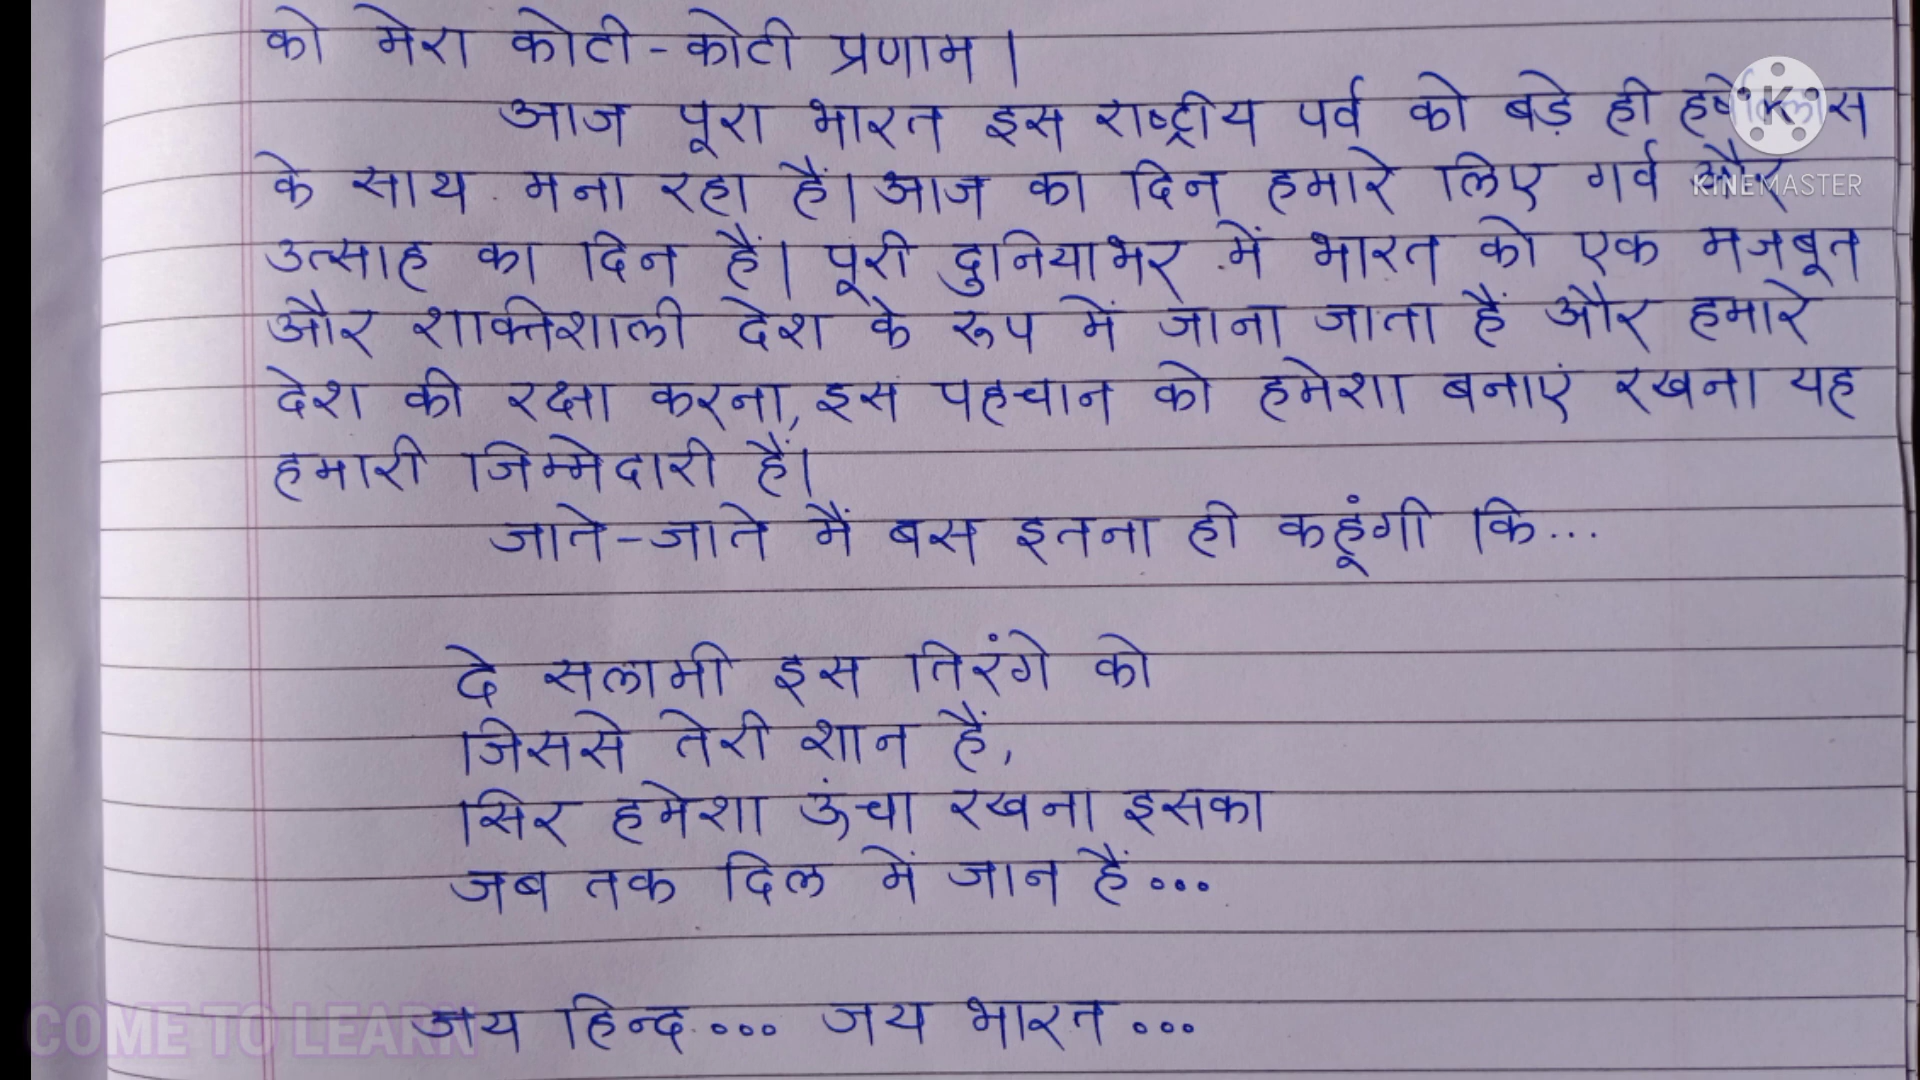 को मेरा कोटी-कोटी प्रणाम।
आज पूरा भारत इस राष्ट्रीय पर्व को बड़े ही हर्षोल्लास
के साथ मना रहा हैं। आज का दिन हमारे लिए गर्व और
उत्साह का दिन हैं। पूरी दुनियाभर में भारत को एक मजबूत
और शक्तिशाली देश के रूप में जाना जाता हैं और हमारे
देश की रक्षा करना, इस पहचान को हमेशा बनाएं रखना यह
हमारी जिम्मेदारी हैं।
जाते-जाते मैं बस इतना ही कहूंगी कि...
दे सलामी इस तिरंगे को
जिससे तेरी शान हैं,
सिर हमेशा ऊंचा रखना इसका
जब तक दिल में जान हैं...
जय हिन्द... जय भारत...
K
KINEMASTER
COME TO LEARN